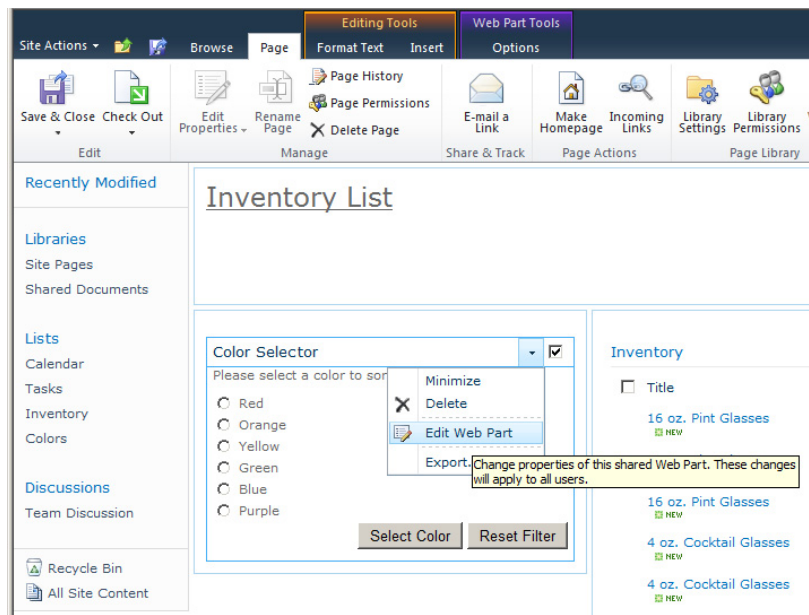 Editing Tools
Web Part Tools
Site Actions
Browse
Page
Format Text
Insert
Options
Save & Close
Check Out
Edit Properties
Rename Page
Page History
Page Permissions
Delete Page
E-mail a Link
Make Homepage
Incoming Links
Library Settings
Library Permissions
Edit
Manage
Share & Track
Page Actions
Page Library
Recently Modified
Libraries
Site Pages
Shared Documents
Lists
Calendar
Tasks
Inventory
Colors
Discussions
Team Discussion
Recycle Bin
All Site Content
Inventory List
Color Selector
Please select a color to sor
Red
Orange
Yellow
Green
Blue
Purple
Select Color
Reset Filter
Minimize
Delete
Edit Web Part
Export.
Change properties of this shared Web Part. These changes
will apply to all users.
Inventory
Title
16 oz. Pint Glasses
NEW
16 oz. Pint Glasses
NEW
4 oz. Cocktail Glasses
NEW
4 oz. Cocktail Glasses
NEW